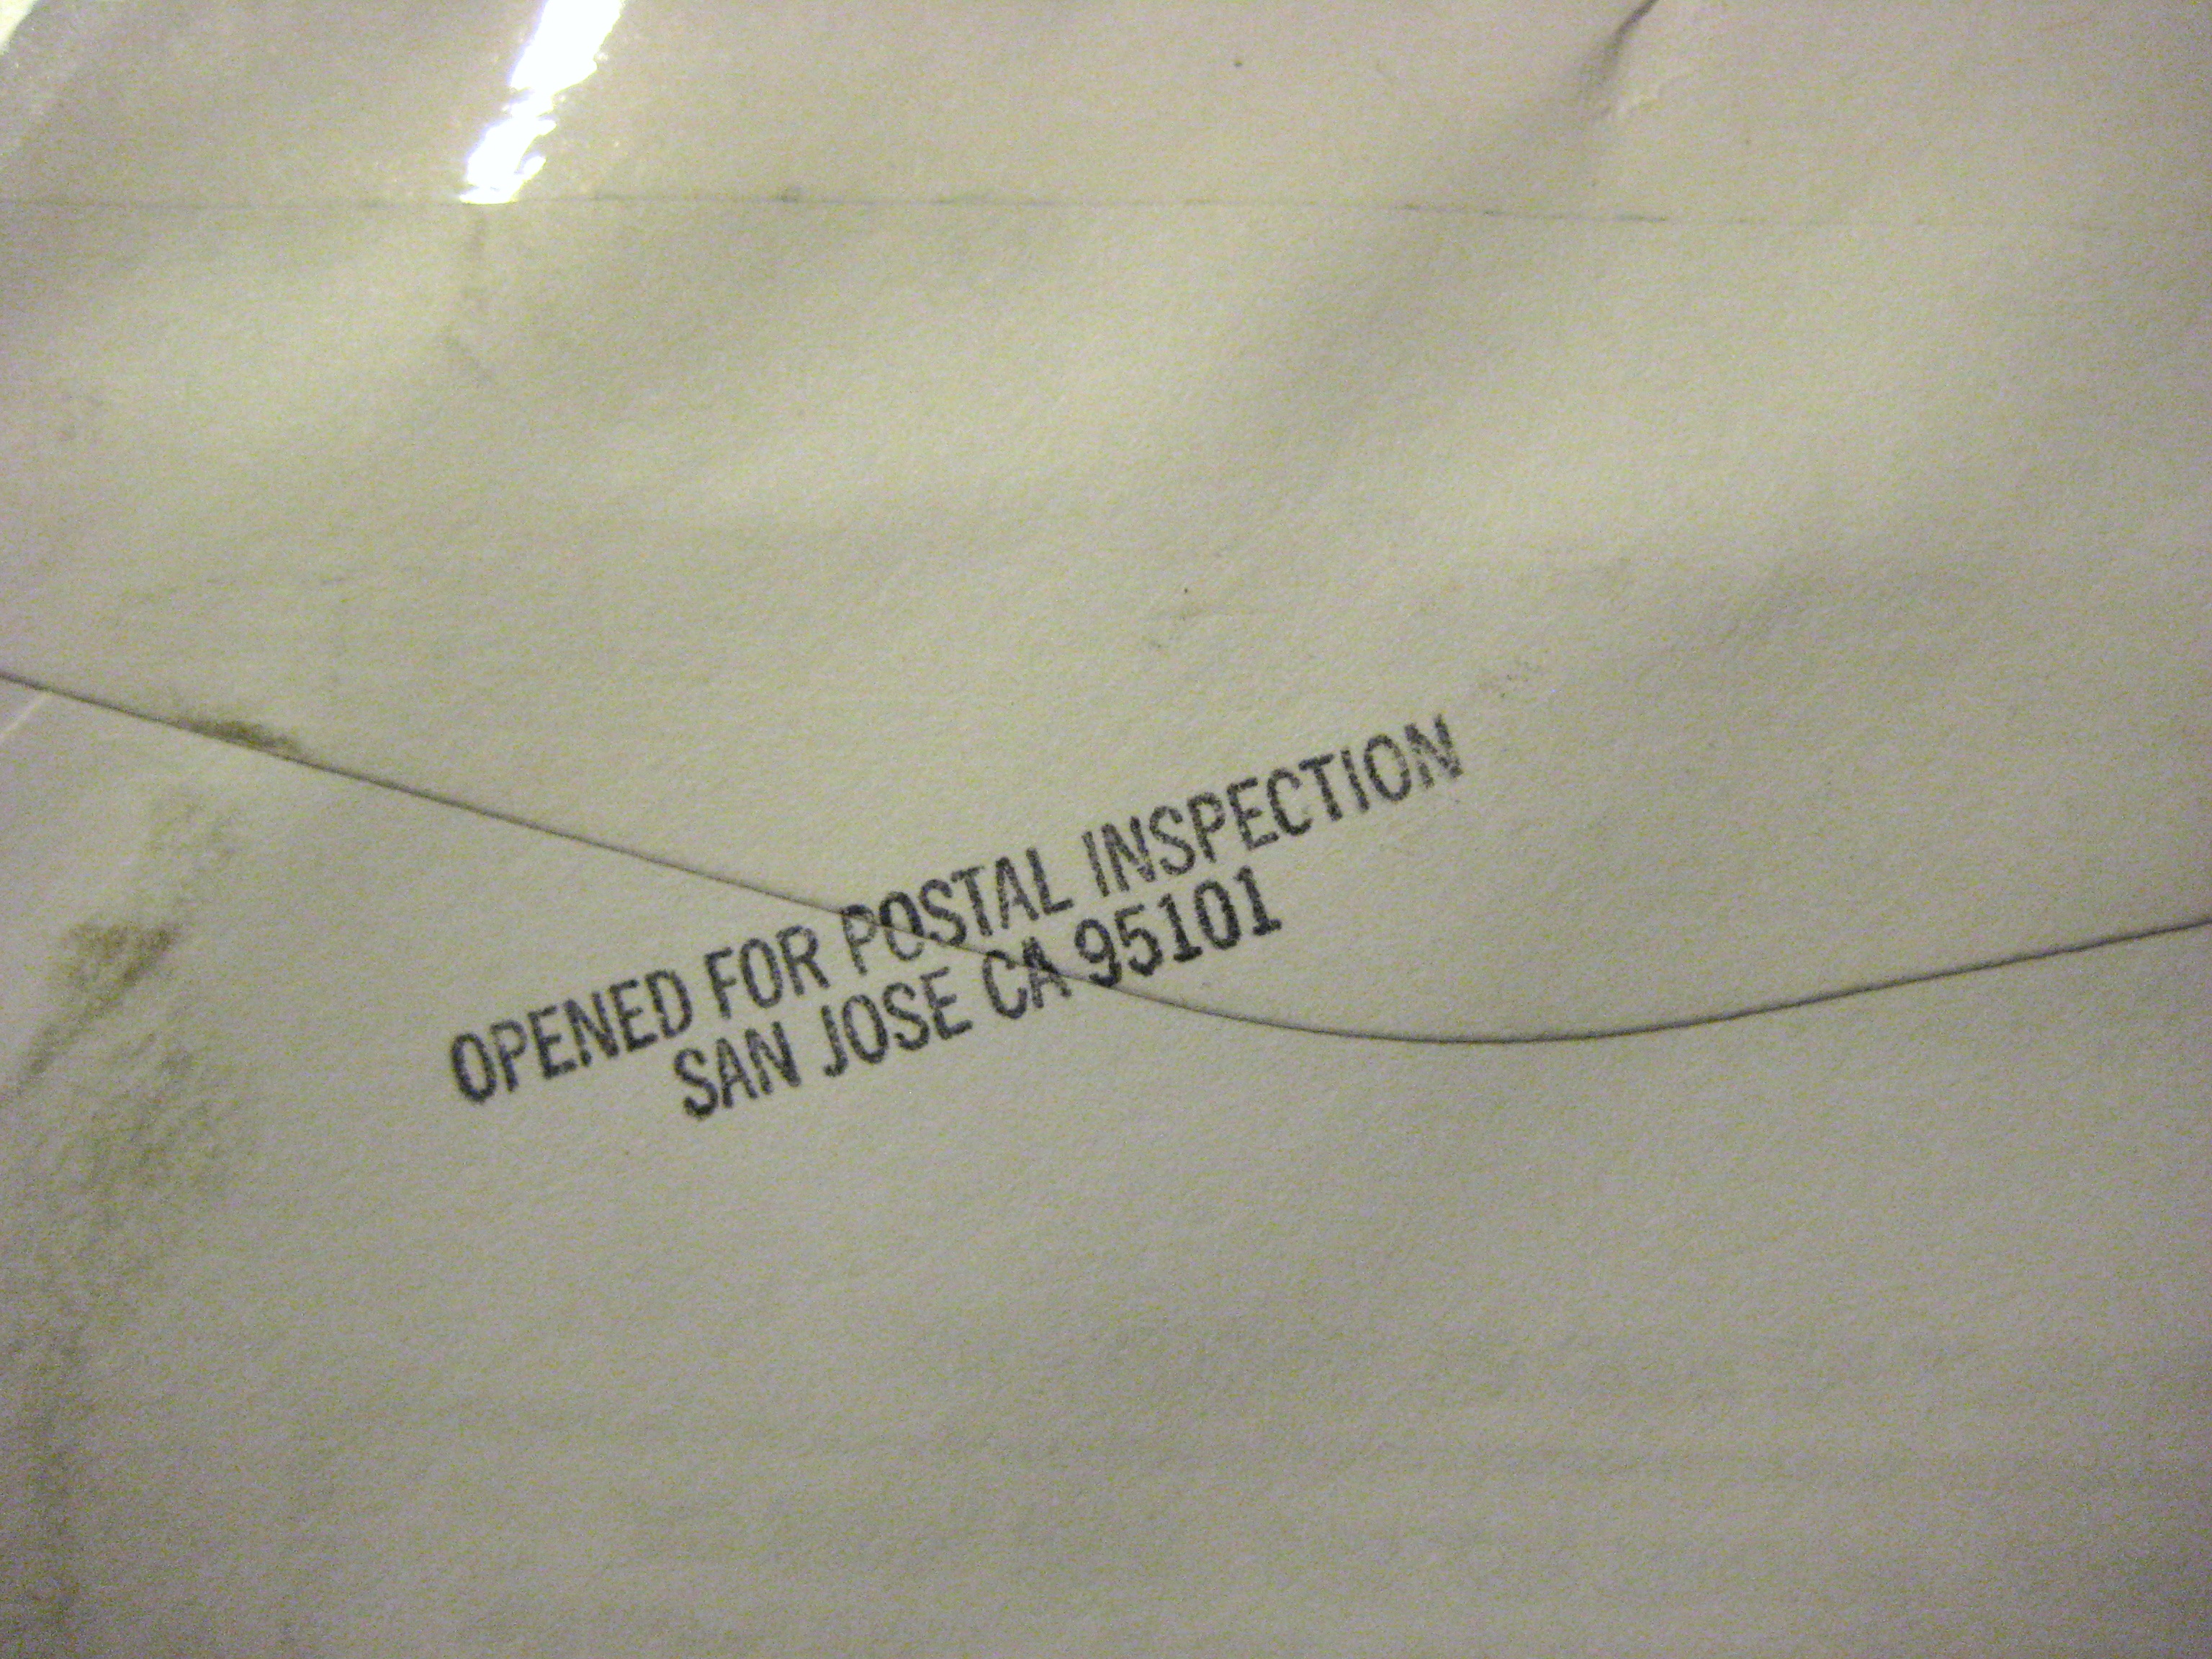 OPENED FOR POSTAL INSPECTION
SAN JOSE CA 95101